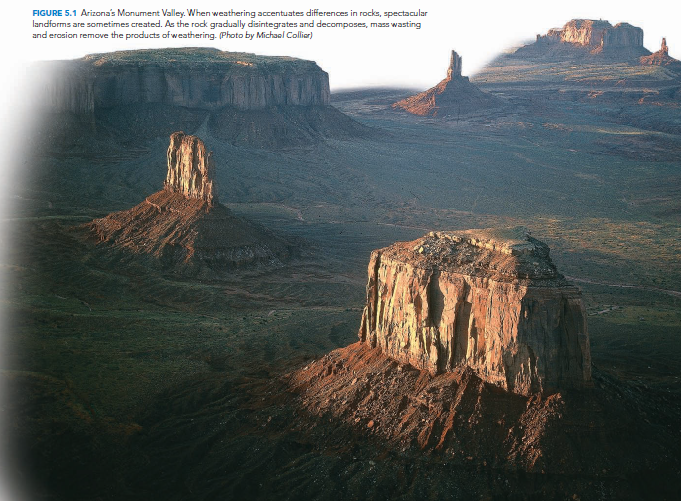 FIGURE 5.1 Arizona's Monument Valley. When weathering accentuates differences in rocks, spectacular
landforms are sometimes created. As the rock gradually disintegrates and decomposes, mass wasting
and erosion remove the products of weathering. (Photo by Michael Collier)